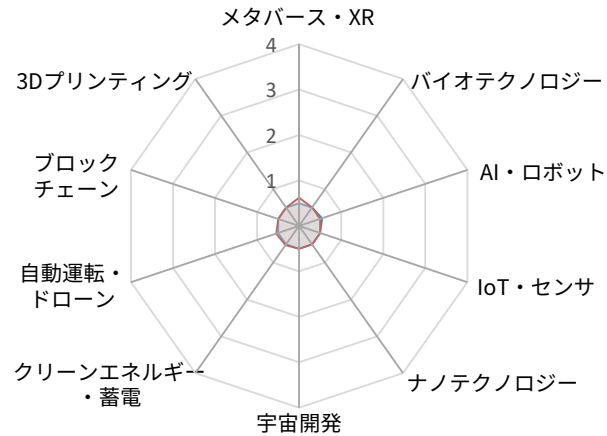 メタバース・XR
4
3Dプリンティング
バイオテクノロジー
3
2
ブロック
チェーン
AI・ロボット
1
自動運転・
ドローン
IoT・センサ
クリーンエネルギー
・蓄電
ナノテクノロジー
宇宙開発